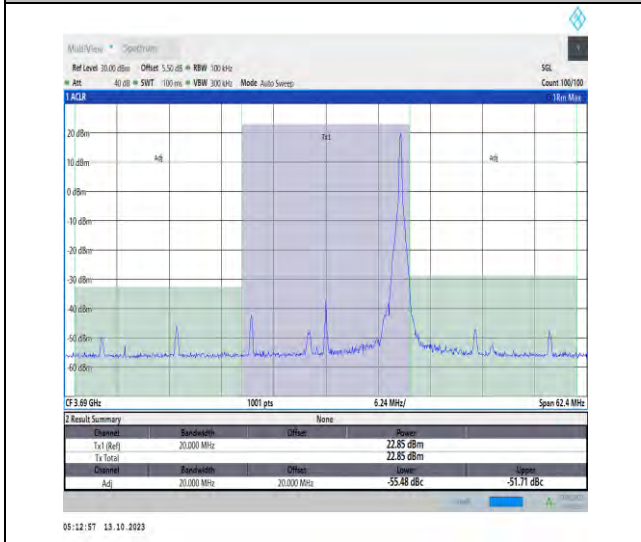 MultiView Spectrum
Ref Level 30.00 dBm Offset 5.50 dB RBW 100 kHz SGL
Att 40 dB SWT 100 ms VBW 300 kHz Mode Auto Sweep Count 100/100
1 ACLR 1Rm Max
Tx1
20 dBm
Adj Adj
10 dBm
0 dBm
-10 dBm
-20 dBm
-30 dBm
-40 dBm
-50 dBm
-60 dBm
CF 3.69 GHz 1001 pts 6.24 MHz/ Span 62.4 MHz
2 Result Summary None
Channel Bandwidth Offset Power
Tx1 (Ref) 20.000 MHz 22.85 dBm
Tx Total 22.85 dBm
Channel Bandwidth Offset Lower Upper
Adj 20.000 MHz 20.000 MHz -55.48 dBc -51.71 dBc
05:12:57 13.10.2023